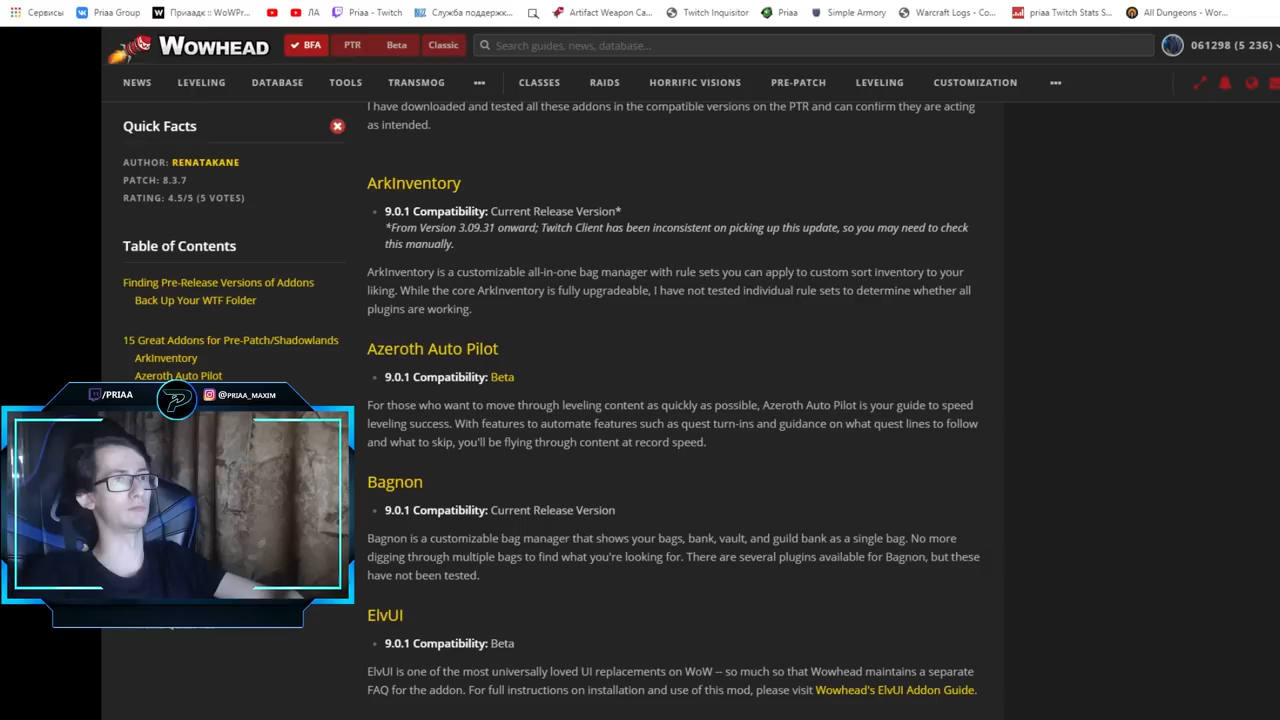 Сервисы
Priaa Group
Приаадк :: WoWPr...
ЛА
Priaa - Twitch
Служба поддержк...
Artifact Weapon Ca...
Twitch Inquisitor
Priaa
Simple Armory
Warcraft Logs - Co...
priaa Twitch Stats S...
All Dungeons - Wor...
WOWHEAD
BFA
PTR
Beta
Classic
Search guides, news, database...
061298 (5 236)
NEWS
LEVELING
DATABASE
TOOLS
TRANSMOG
•••
CLASSES
RAIDS
HORRIFIC VISIONS
PRE-PATCH
LEVELING
CUSTOMIZATION
•••
Quick Facts
AUTHOR: RENATAKANE
PATCH: 8.3.7
RATING: 4.5/5 (5 VOTES)
Table of Contents
Finding Pre-Release Versions of Addons
Back Up Your WTF Folder
15 Great Addons for Pre-Patch/Shadowlands
ArkInventory
Azeroth Auto Pilot
/PRIAA
@PRIAA_MAXIM
I have downloaded and tested all these addons in the compatible versions on the PTR and can confirm they are acting
as intended.
ArkInventory
9.0.1 Compatibility: Current Release Version*
*From Version 3.09.31 onward; Twitch Client has been inconsistent on picking up this update, so you may need to check
this manually.
ArkInventory is a customizable all-in-one bag manager with rule sets you can apply to custom sort inventory to your
liking. While the core ArkInventory is fully upgradeable, I have not tested individual rule sets to determine whether all
plugins are working.
Azeroth Auto Pilot
9.0.1 Compatibility: Beta
For those who want to move through leveling content as quickly as possible, Azeroth Auto Pilot is your guide to speed
leveling success. With features to automate features such as quest turn-ins and guidance on what quest lines to follow
and what to skip, you'll be flying through content at record speed.
Bagnon
9.0.1 Compatibility: Current Release Version
Bagnon is a customizable bag manager that shows your bags, bank, vault, and guild bank as a single bag. No more
digging through multiple bags to find what you're looking for. There are several plugins available for Bagnon, but these
have not been tested.
ElvUI
9.0.1 Compatibility: Beta
ElvUI is one of the most universally loved UI replacements on WoW -- so much so that Wowhead maintains a separate
FAQ for the addon. For full instructions on installation and use of this mod, please visit Wowhead's ElvUI Addon Guide.